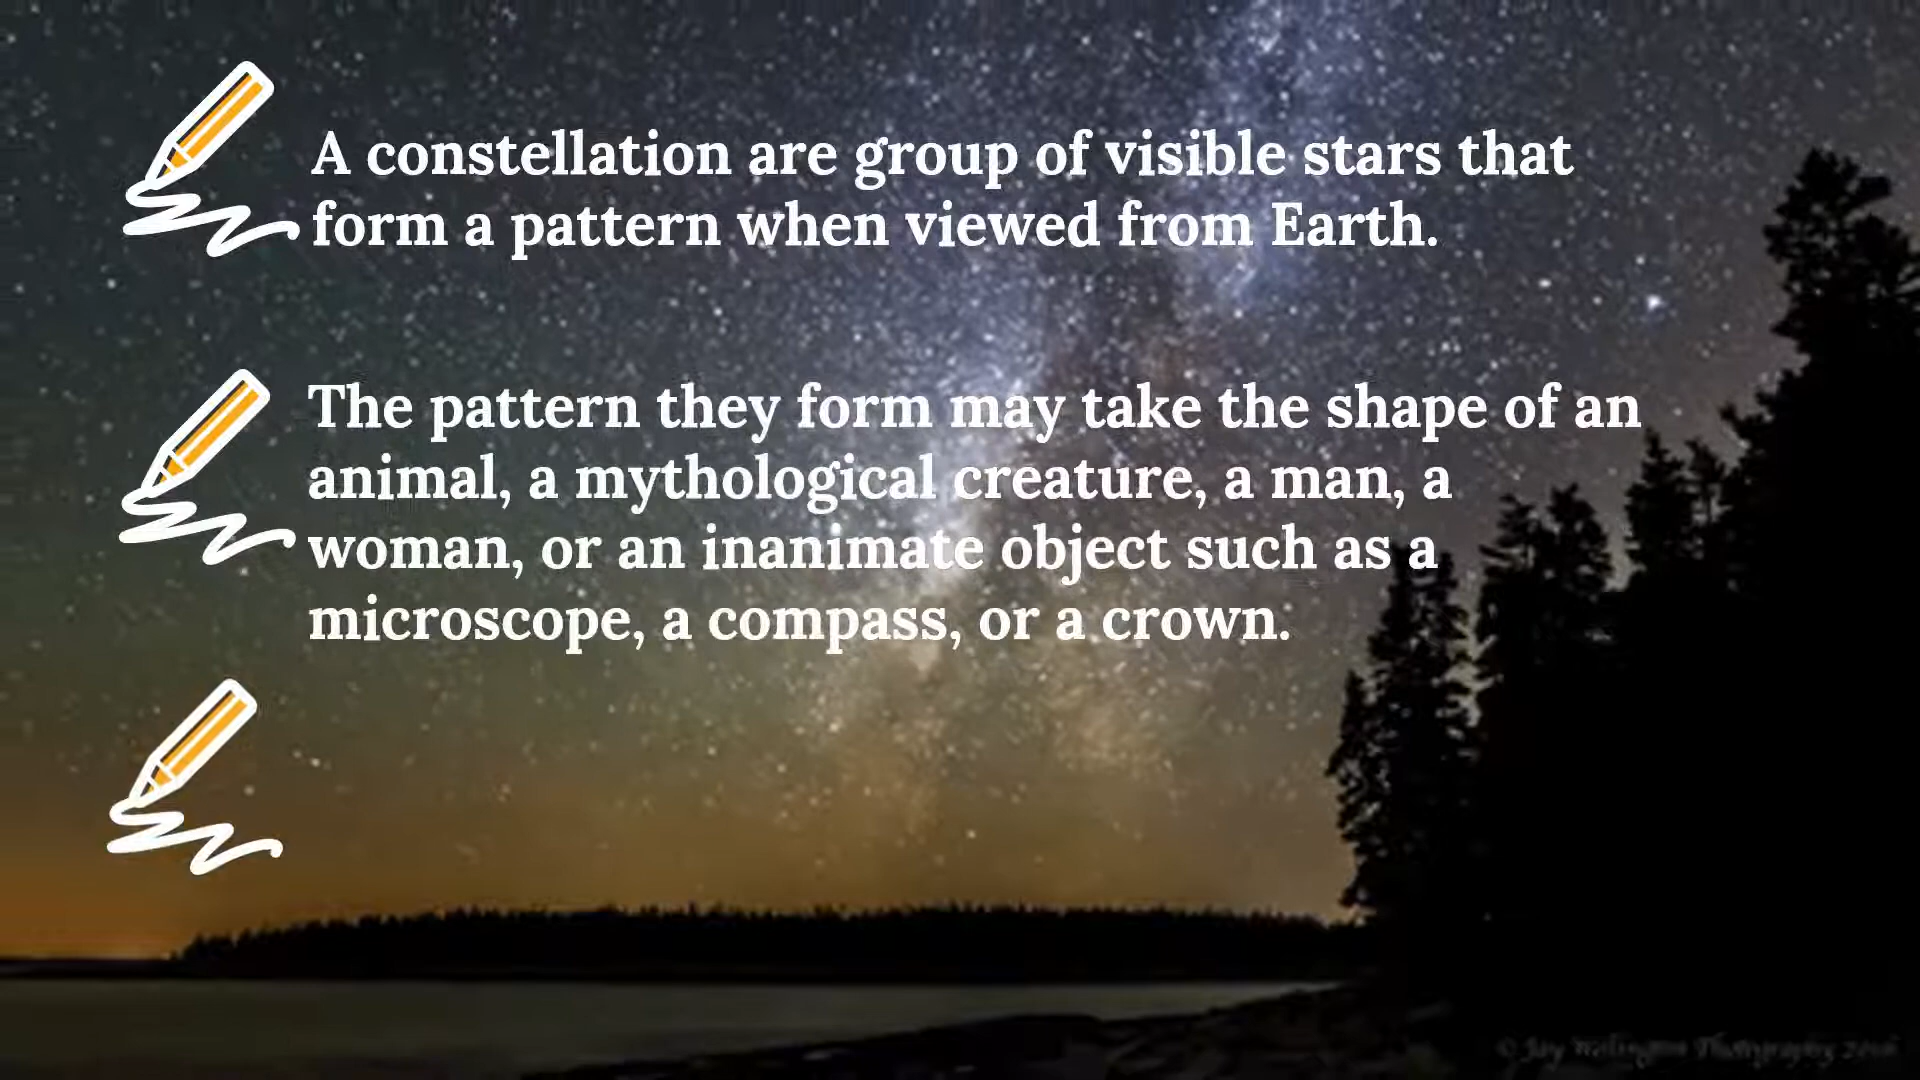 A constellation are group of visible stars that
form a pattern when viewed from Earth.
The pattern they form may take the shape of an
animal, a mythological creature, a man, a
woman, or an inanimate object such as a
microscope, a compass, or a crown.
© Jay Photography